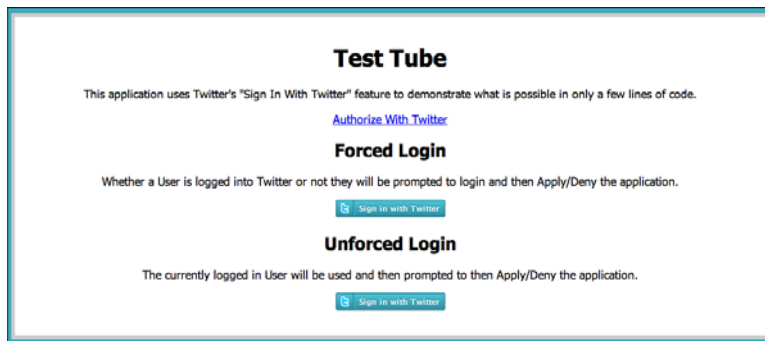 Test Tube
This application uses Twitter's "Sign In With Twitter" feature to demonstrate what is possible in only a few lines of code.
Authorize With Twitter
Forced Login
Whether a User is logged into Twitter or not they will be prompted to login and then Apply/Deny the application.
Sign in with Twitter
Unforced Login
The currently logged in User will be used and then prompted to then Apply/Deny the application.
Sign in with Twitter